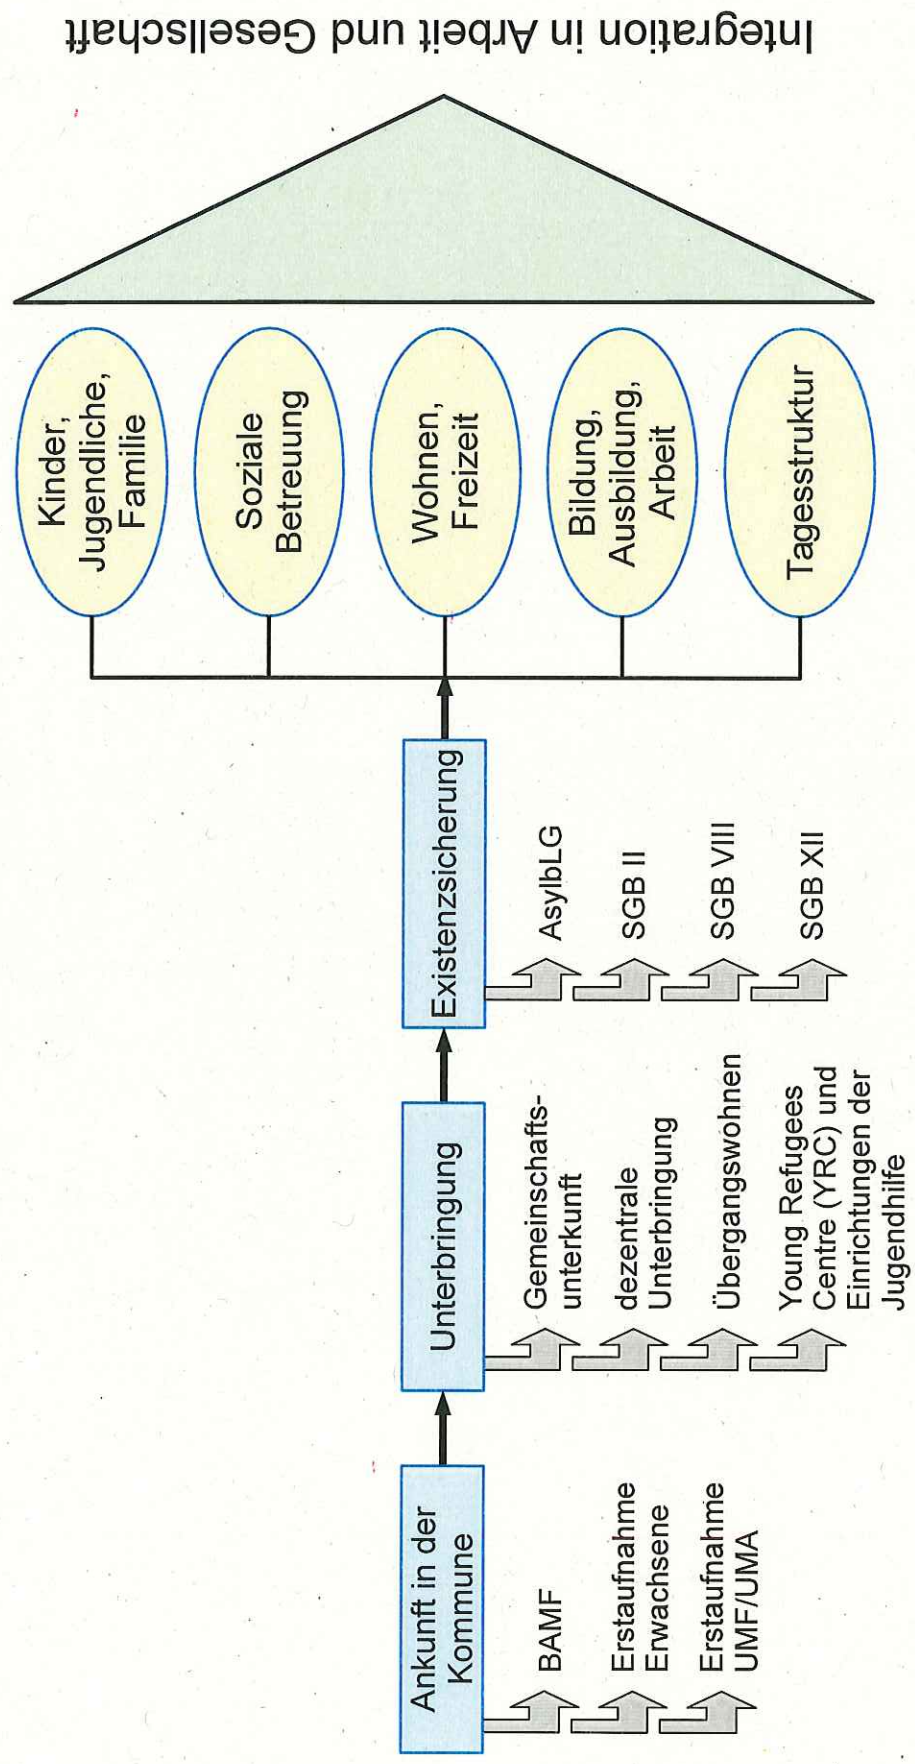 Ankunft in der
Kommune
BAMF
Erstaufnahme
Erwachsene
Erstaufnahme
UMF/UMA
Unterbringung
Gemeinschafts-
unterkunft
dezentrale
Unterbringung
Übergangswohnen
Young Refugees
Centre (YRC) und
Einrichtungen der
Jugendhilfe
Existenzsicherung
AsylbLG
SGB II
SGB VIII
SGB XII
Kinder,
Jugendliche,
Familie
Soziale
Betreuung
Wohnen,
Freizeit
Bildung,
Ausbildung,
Arbeit
Tagesstruktur
Integration in Arbeit und Gesellschaft